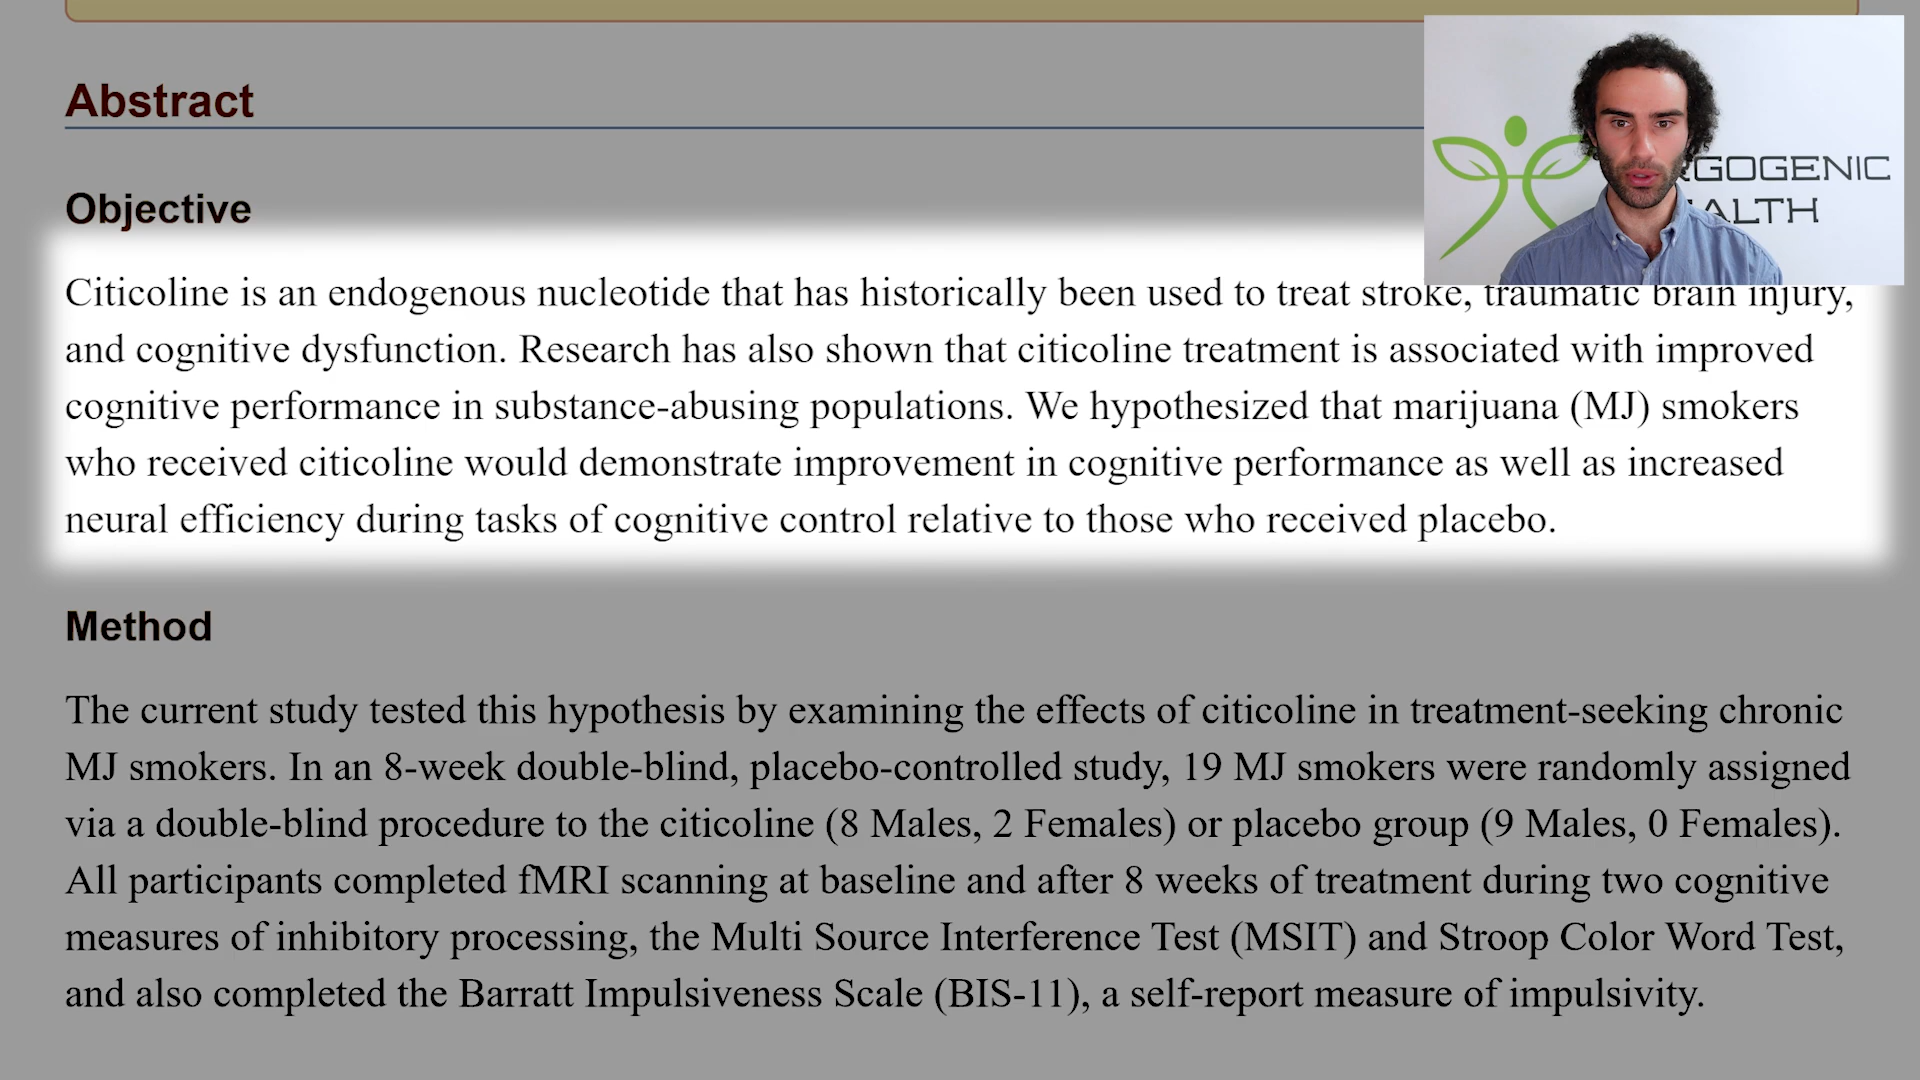 Abstract
Objective
Citicoline is an endogenous nucleotide that has historically been used to treat stroke, traumatic brain injury,
and cognitive dysfunction. Research has also shown that citicoline treatment is associated with improved
cognitive performance in substance-abusing populations. We hypothesized that marijuana (MJ) smokers
who received citicoline would demonstrate improvement in cognitive performance as well as increased
neural efficiency during tasks of cognitive control relative to those who received placebo.
Method
The current study tested this hypothesis by examining the effects of citicoline in treatment-seeking chronic
MJ smokers. In an 8-week double-blind, placebo-controlled study, 19 MJ smokers were randomly assigned
via a double-blind procedure to the citicoline (8 Males, 2 Females) or placebo group (9 Males, 0 Females).
All participants completed fMRI scanning at baseline and after 8 weeks of treatment during two cognitive
measures of inhibitory processing, the Multi Source Interference Test (MSIT) and Stroop Color Word Test,
and also completed the Barratt Impulsiveness Scale (BIS-11), a self-report measure of impulsivity.